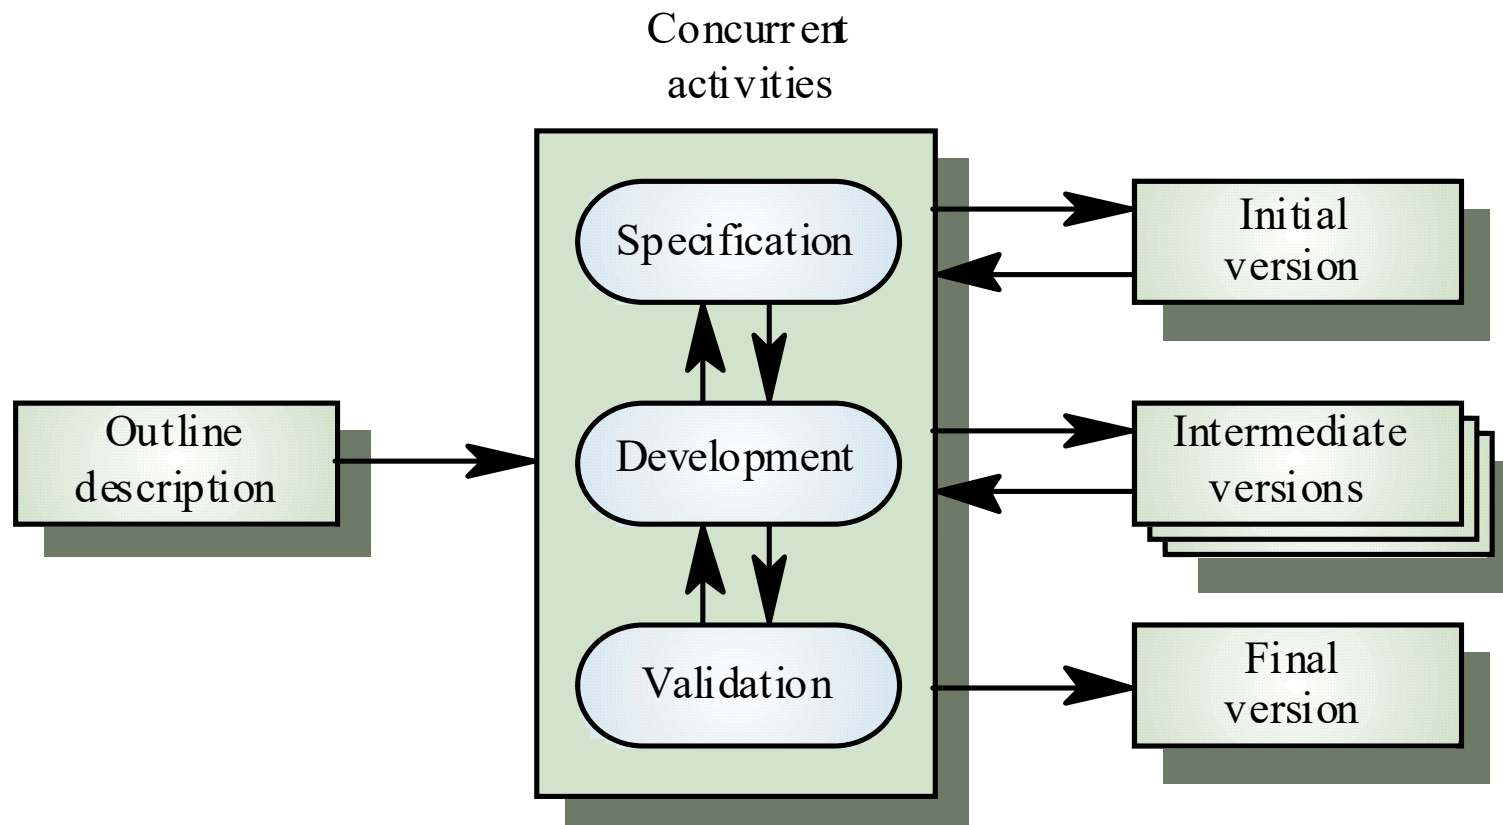 Concurrent
activities
Specification
Initial
version
Outline
description
Development
Intermediate
versions
Validation
Final
version